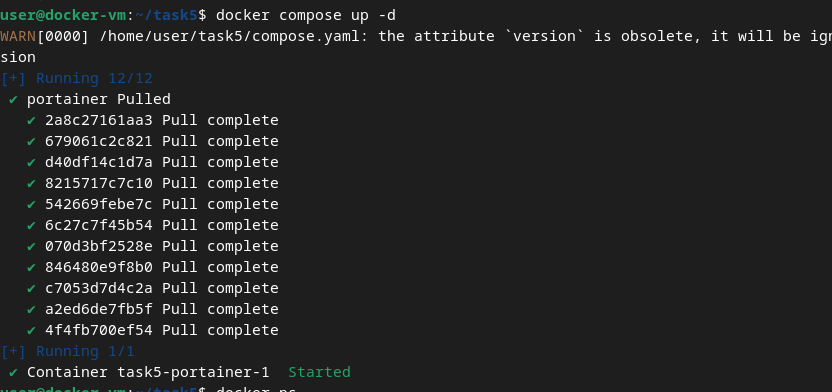 user@docker-vm:~/task5$ docker compose up -d
WARN[0000] /home/user/task5/compose.yaml: the attribute `version` is obsolete, it will be ign
sion
[+] Running 12/12
✔ portainer Pulled
✔ 2a8c27161aa3 Pull complete
✔ 679061c2c821 Pull complete
✔ d40df14c1d7a Pull complete
✔ 8215717c7c10 Pull complete
✔ 542669febe7c Pull complete
✔ 6c27c7f45b54 Pull complete
✔ 070d3bf2528e Pull complete
✔ 846480e9f8b0 Pull complete
✔ c7053d7d4c2a Pull complete
✔ a2ed6de7fb5f Pull complete
✔ 4f4fb700ef54 Pull complete
[+] Running 1/1
✔ Container task5-portainer-1 Started
user@docker-vm:~/task5$ docker ps